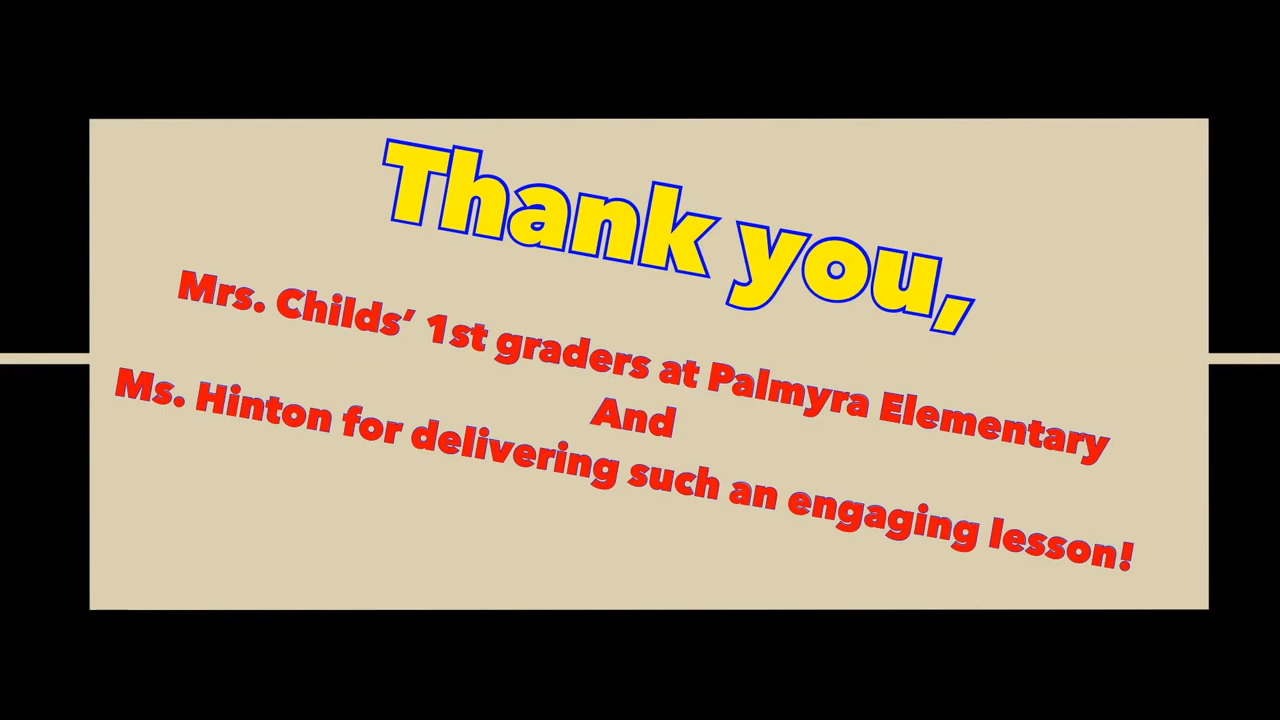 Thank you,
Mrs. Childs’ 1st graders at Palmyra Elementary
And
Ms. Hinton for delivering such an engaging lesson!